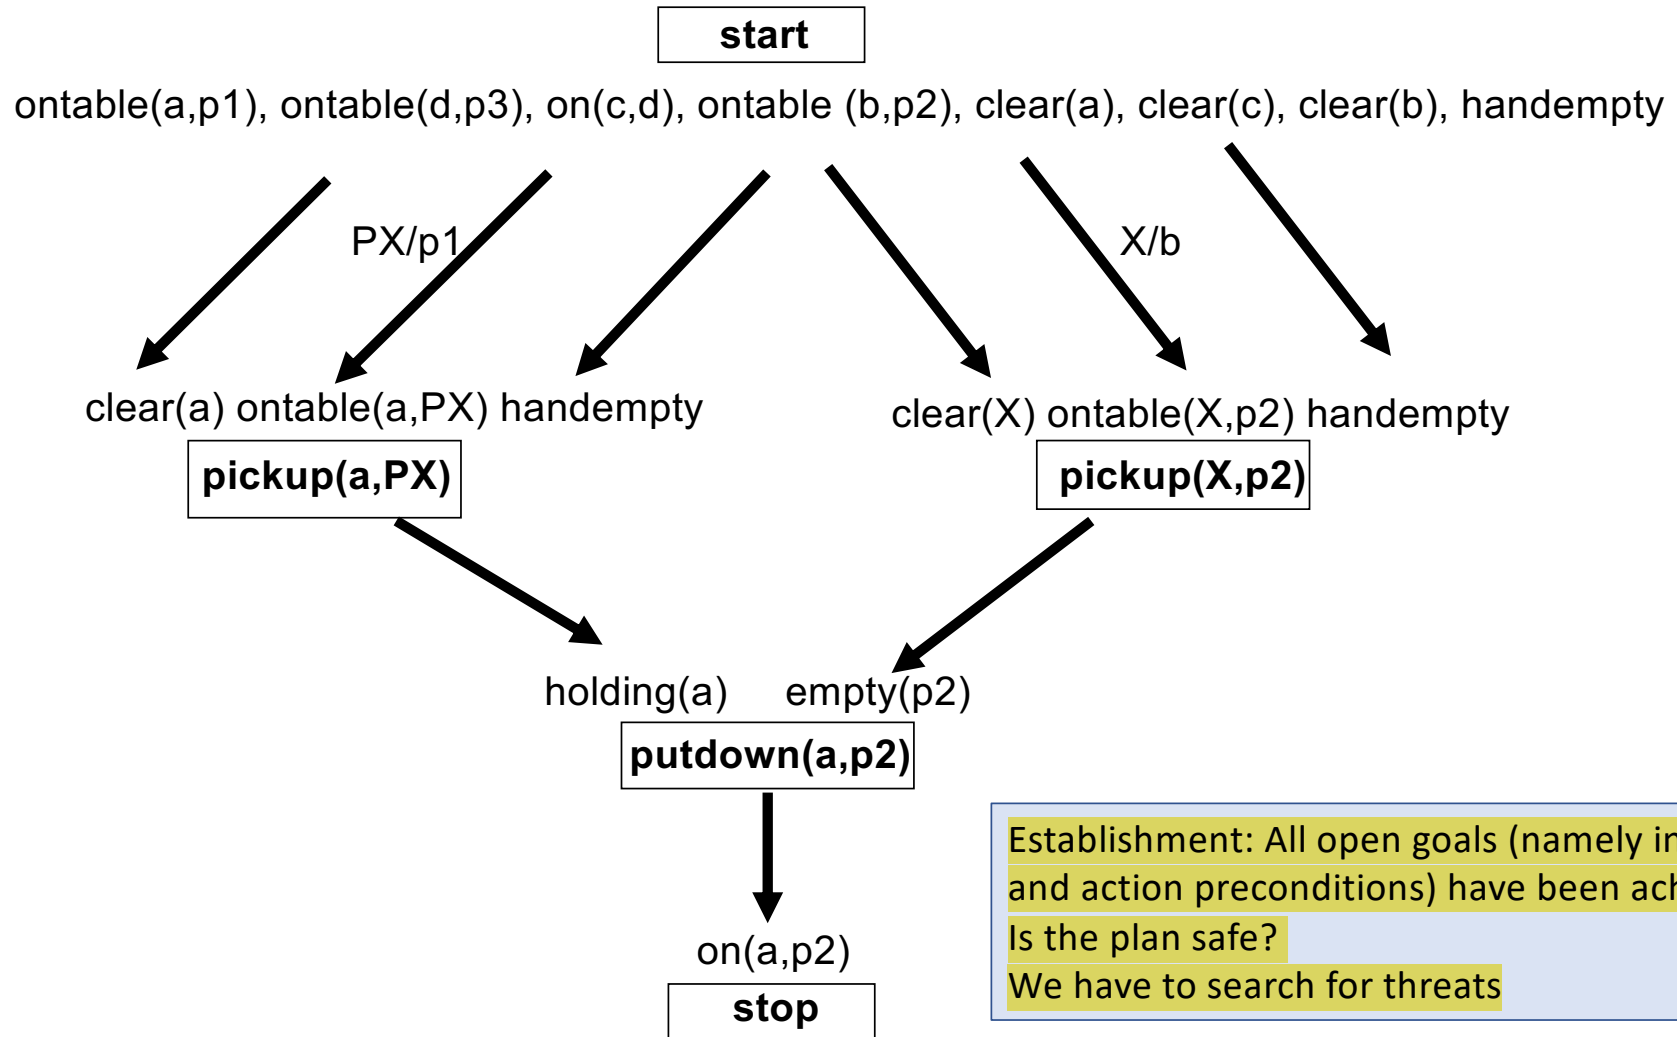 start
ontable(a,p1), ontable(d,p3), on(c,d), ontable (b,p2), clear(a), clear(c), clear(b), handempty
PX/p1
X/b
clear(a) ontable(a,PX) handempty
clear(X) ontable(X,p2) handempty
pickup(a,PX)
pickup(X,p2)
holding(a) empty(p2)
putdown(a,p2)
on(a,p2)
stop
Establishment: All open goals (namely
and action preconditions) have been
Is the plan safe?
We have to search for threats